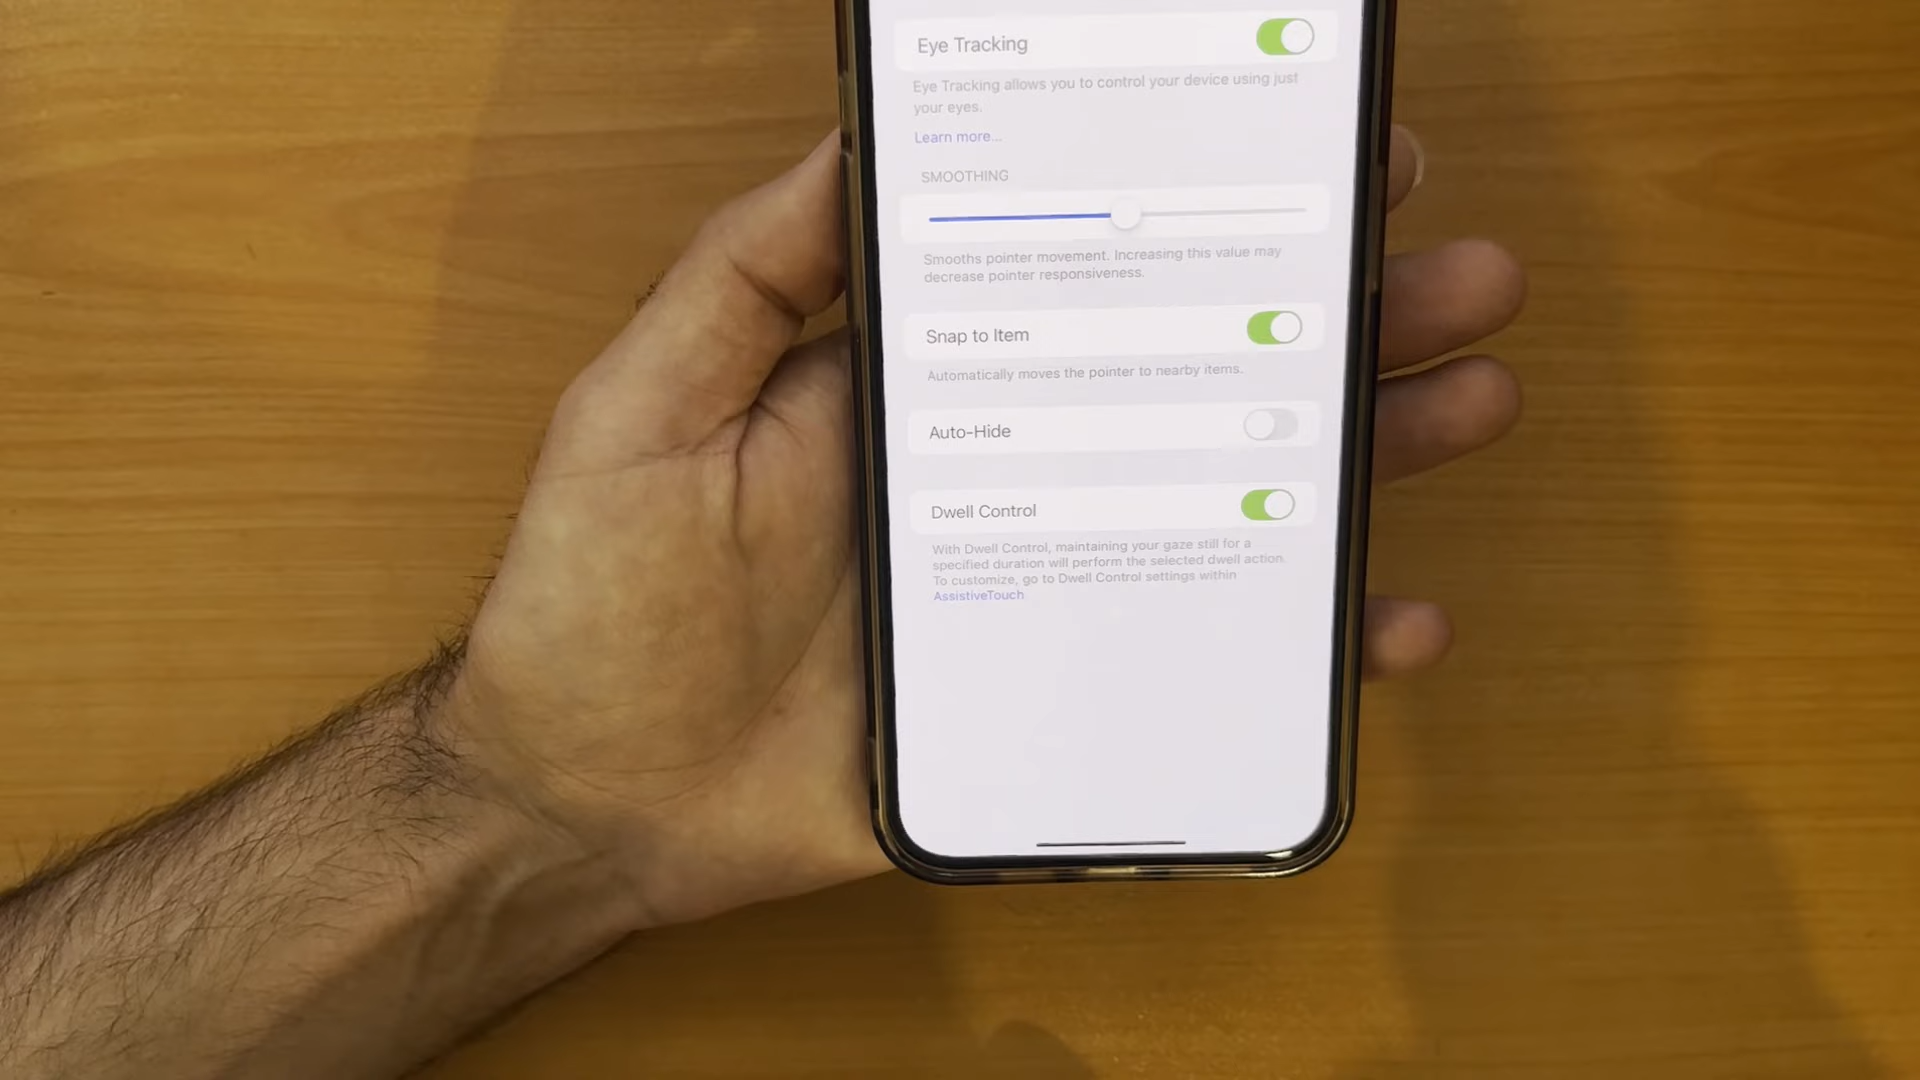 Eye Tracking
Eye Tracking allows you to control your device using just
your eyes.
Learn more...
SMOOTHING
Smooths pointer movement. Increasing this value may
decrease pointer responsiveness.
Snap to Item
Automatically moves the pointer to nearby items.
Auto-Hide
Dwell Control
With Dwell Control, maintaining your gaze still for a
specified duration will perform the selected dwell action.
To customize, go to Dwell Control settings within
AssistiveTouch